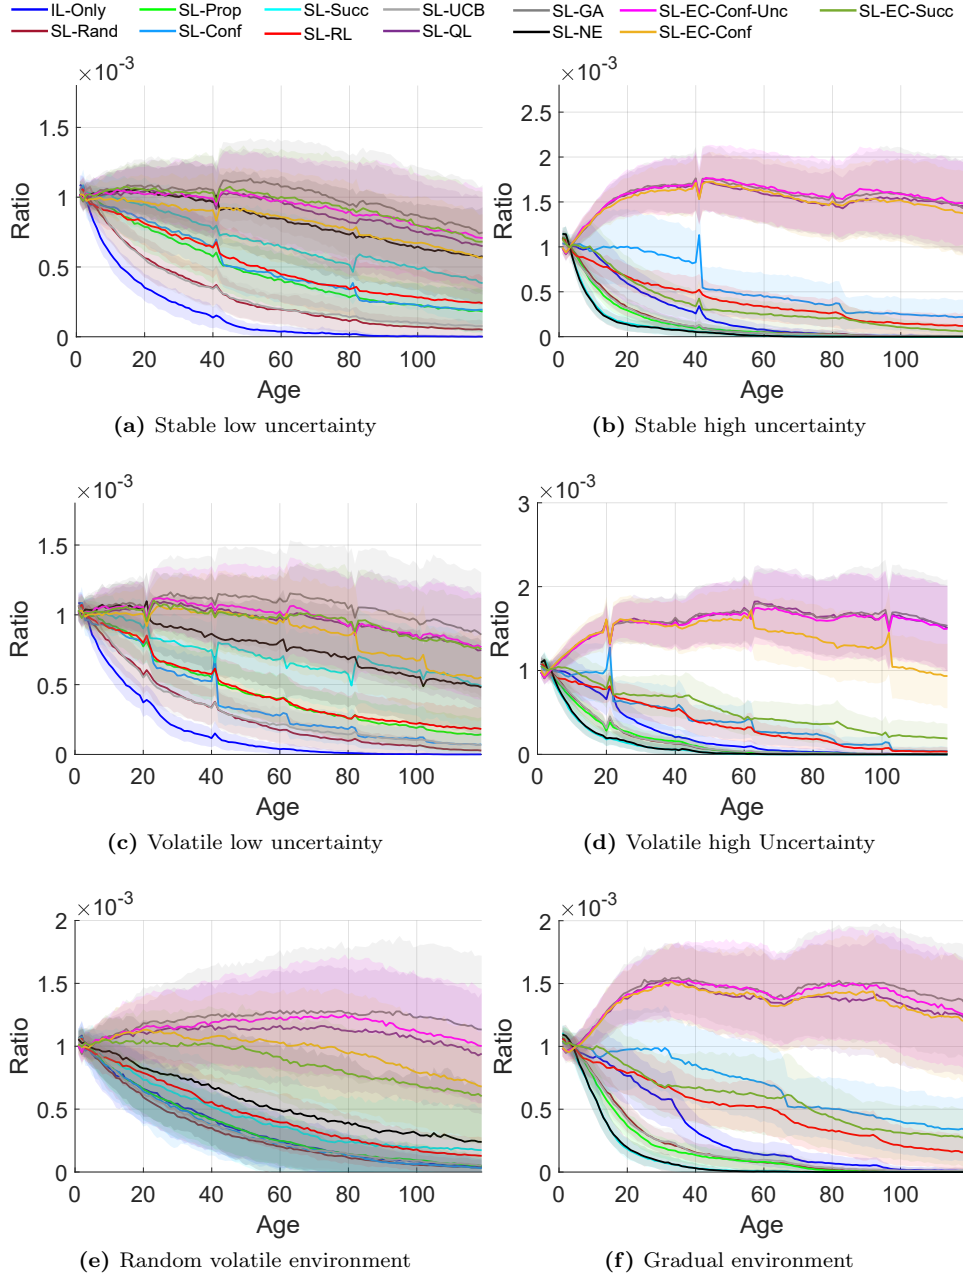 IL-Only SL-Prop SL-Succ SL-UCB SL-GA SL-EC-Conf-Unc SL-EC-Succ
SL-Rand SL-Conf SL-RL SL-QL SL-NE SL-EC-Conf
×10^-3 ×10^-3
1.5 2.5
1 2
0.5 1.5
0 1
0.5
0
Ratio Ratio
0 20 40 60 80 100 0 20 40 60 80 100
Age Age
(a) Stable low uncertainty (b) Stable high uncertainty
×10^-3 ×10^-3
1.5 3
1 2
0.5 1
0 0
Ratio Ratio
0 20 40 60 80 100 0 20 40 60 80 100
Age Age
(c) Volatile low uncertainty (d) Volatile high Uncertainty
×10^-3 ×10^-3
2 2
1.5 1.5
1 1
0.5 0.5
0 0
Ratio Ratio
0 20 40 60 80 100 0 20 40 60 80 100
Age Age
(e) Random volatile environment (f) Gradual environment